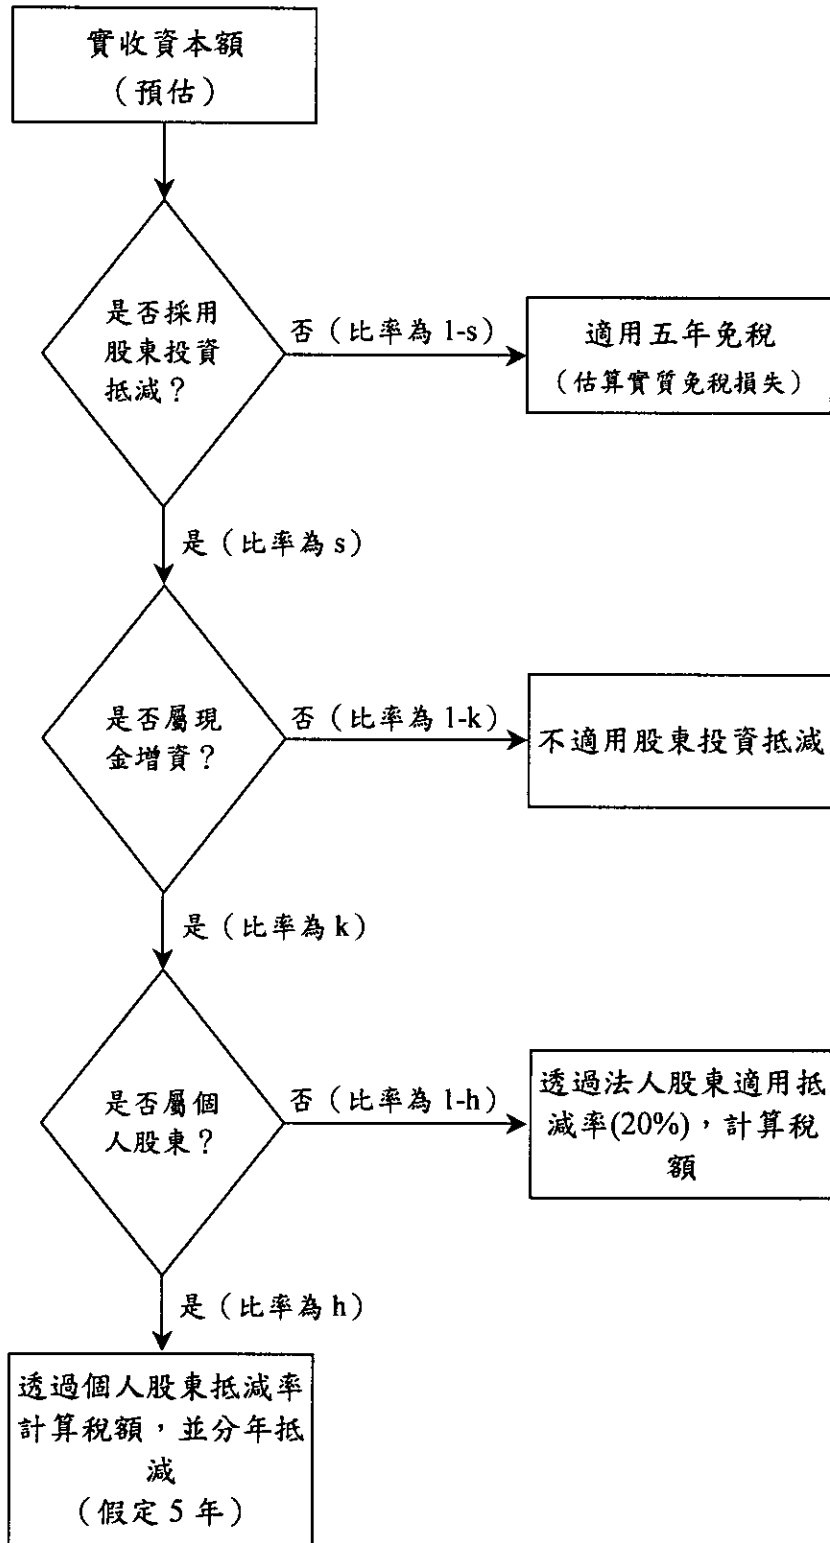 實收資本額
（預估）
是否採用
股東投資
抵減？
否（比率為 1-s）
適用五年免稅
（估算實質免稅損失）
是（比率為 s）
是否屬現
金增資？
否（比率為 1-k）
不適用股東投資抵減
是（比率為 k）
是否屬個
人股東？
否（比率為 1-h）
透過法人股東適用抵
減率(20%)，計算稅
額
是（比率為 h）
透過個人股東抵減率
計算稅額，並分年抵
減
（假定 5 年）